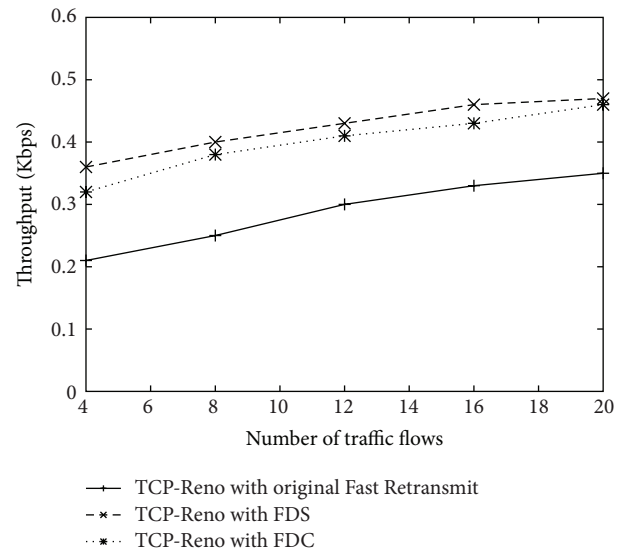 0.6
0.5
0.4
0.3
0.2
0.1
0
Throughput (Kbps)
4 6 8 10 12 14 16 18 20
Number of traffic flows
TCP-Reno with original Fast Retransmit
TCP-Reno with FDS
TCP-Reno with FDC